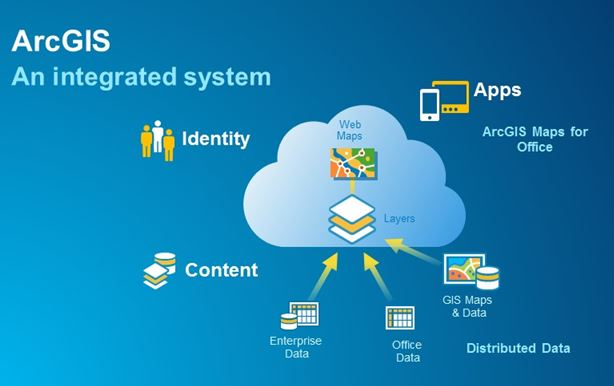 ArcGIS
An integrated system
Apps
ArcGIS Maps for
Office
Identity
Web
Maps
Layers
Content
GIS Maps
& Data
Enterprise
Data
Office
Data
Distributed Data